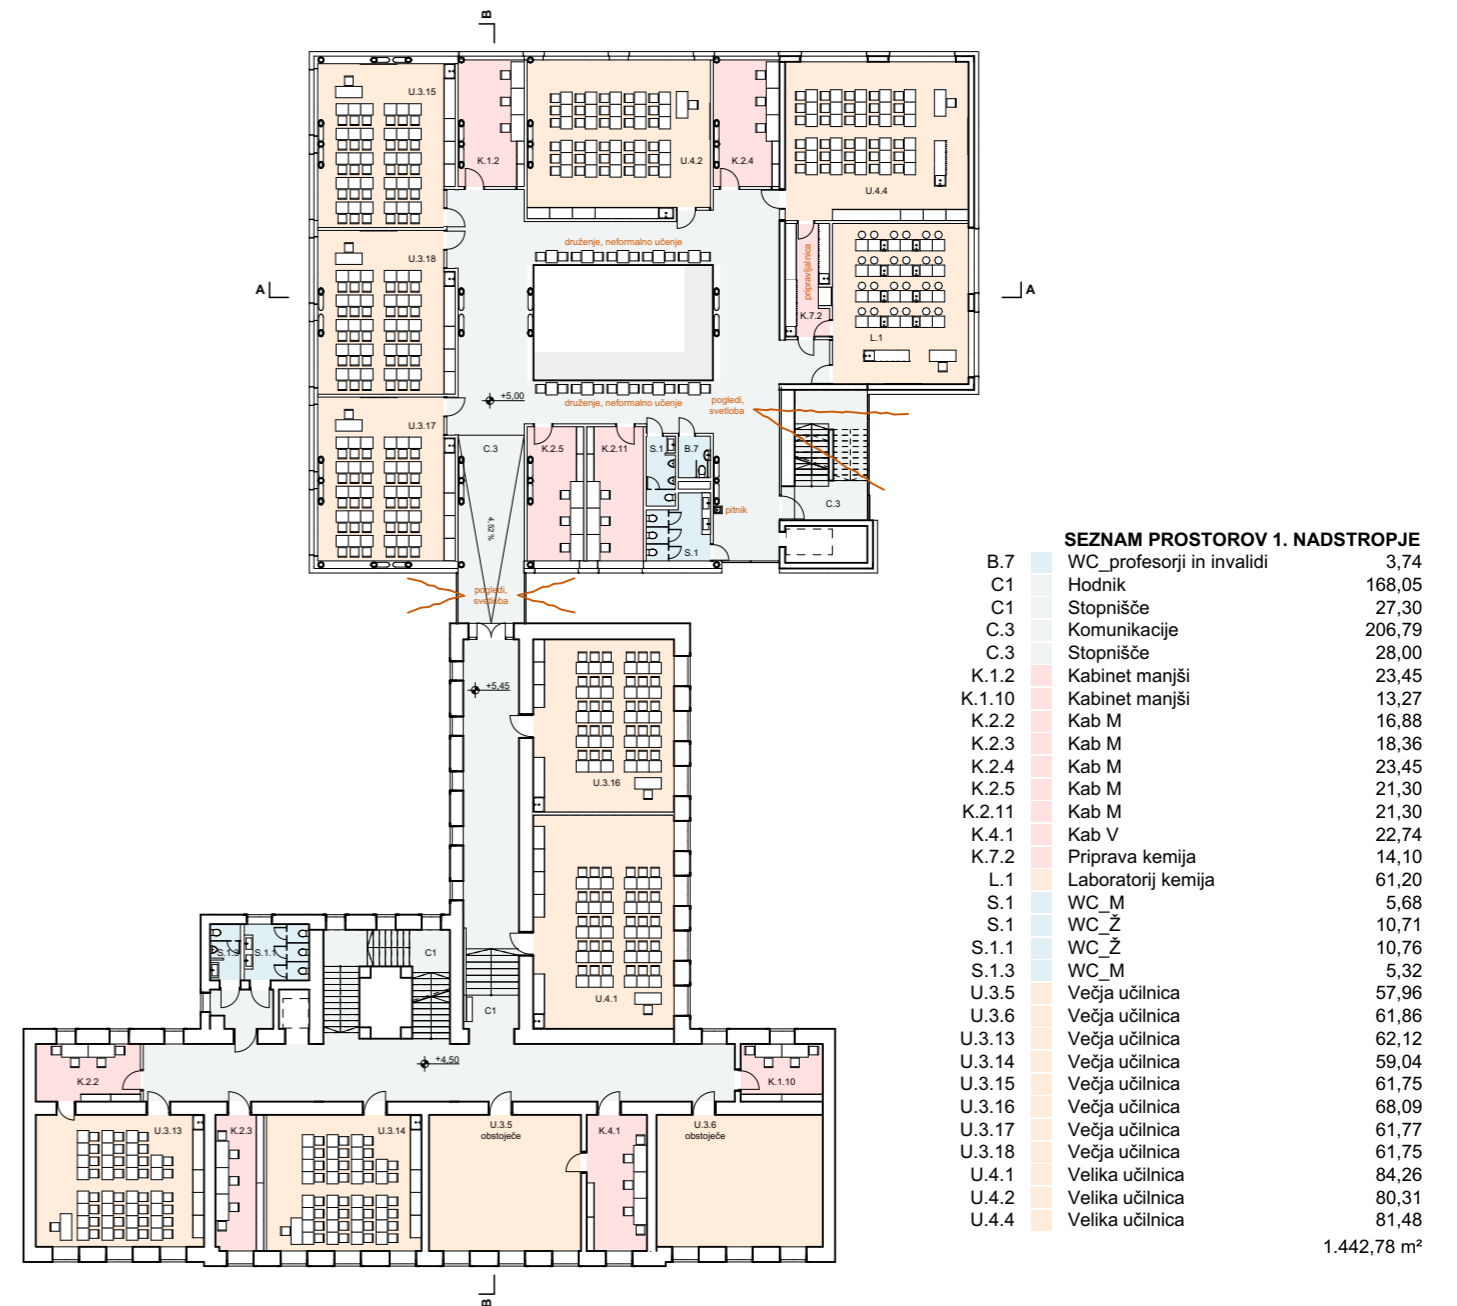 B
U.3.15
K.1.2
U.4.2
K.2.4
U.4.4
druženje, neformalno učenje
U.3.18
pripravljalnica
A
A
K.7.2
L.1
+5,00
druženje, neformalno učenje
pogledi,
svetloba
U.3.17
C.3
K.2.5
K.2.11
S.1
B.7
4,62 %
C.3
pitnik
S.1
pogledi,
svetloba
+5,45
U.3.16
U.4.1
S.1.3
S.1.1
C1
C1
+4,50
K.2.2
K.1.10
U.3.13
K.2.3
U.3.14
U.3.5
obstoječe
K.4.1
U.3.6
obstoječe
B
SEZNAM PROSTOROV 1. NADSTROPJE
B.7 WC_profesorji in invalidi 3,74
C1 Hodnik 168,05
C1 Stopnišče 27,30
C.3 Komunikacije 206,79
C.3 Stopnišče 28,00
K.1.2 Kabinet manjši 23,45
K.1.10 Kabinet manjši 13,27
K.2.2 Kab M 16,88
K.2.3 Kab M 18,36
K.2.4 Kab M 23,45
K.2.5 Kab M 21,30
K.2.11 Kab M 21,30
K.4.1 Kab V 22,74
K.7.2 Priprava kemija 14,10
L.1 Laboratorij kemija 61,20
S.1 WC_M 5,68
S.1 WC_Ž 10,71
S.1.1 WC_Ž 10,76
S.1.3 WC_M 5,32
U.3.5 Večja učilnica 57,96
U.3.6 Večja učilnica 61,86
U.3.13 Večja učilnica 62,12
U.3.14 Večja učilnica 59,04
U.3.15 Večja učilnica 61,75
U.3.16 Večja učilnica 68,09
U.3.17 Večja učilnica 61,77
U.3.18 Večja učilnica 61,75
U.4.1 Velika učilnica 84,26
U.4.2 Velika učilnica 80,31
U.4.4 Velika učilnica 81,48
1.442,78 m²